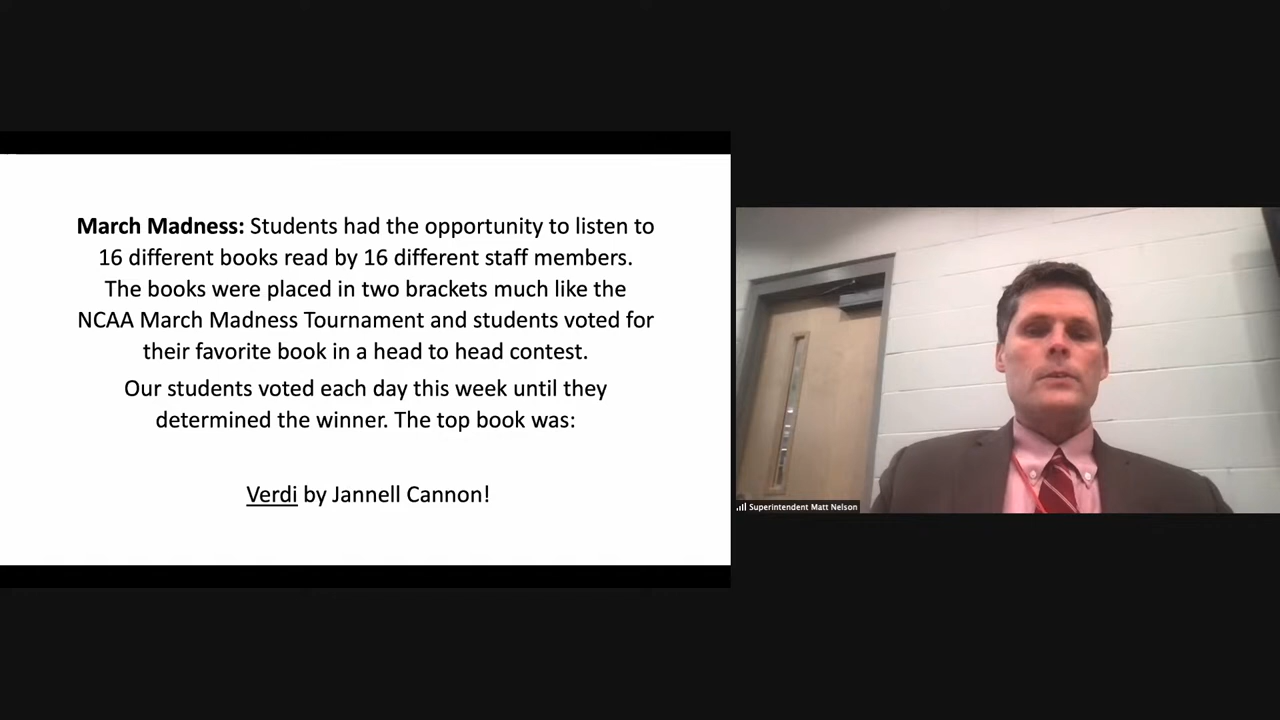 March Madness: Students had the opportunity to listen to
16 different books read by 16 different staff members.
The books were placed in two brackets much like the
NCAA March Madness Tournament and students voted for
their favorite book in a head to head contest.
Our students voted each day this week until they
determined the winner. The top book was:
Verdi by Jannell Cannon!
Superintendent Matt Nelson